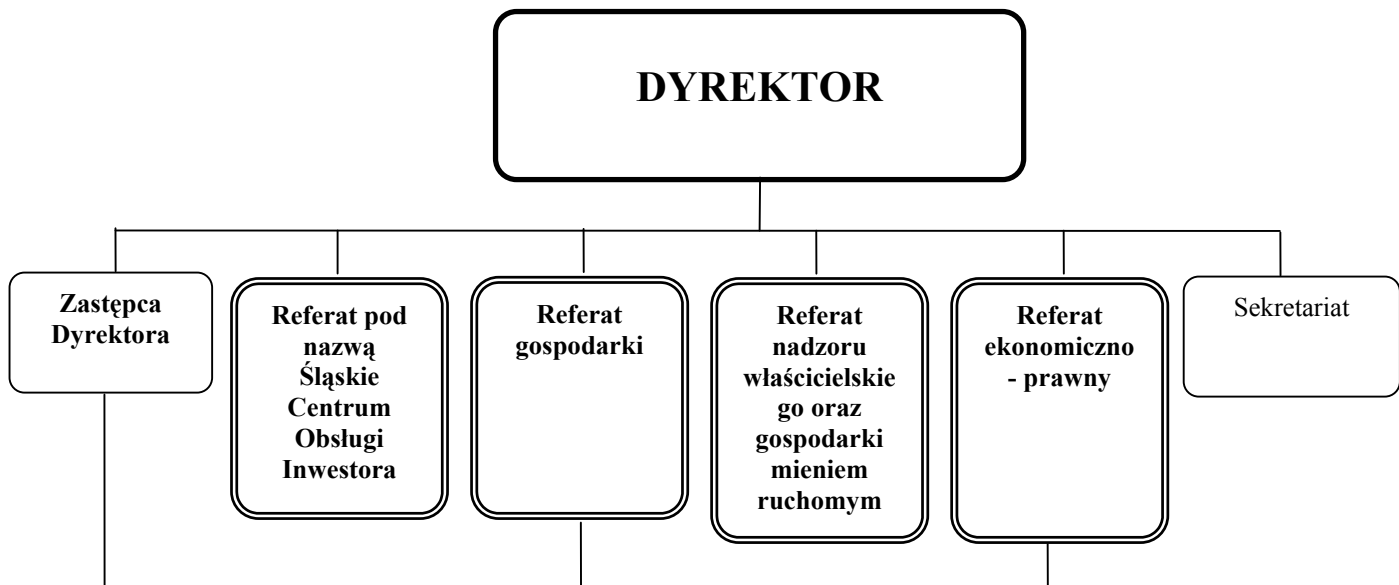 DYREKTOR
Zastępca
Dyrektora
Referat pod
nazwą
Śląskie
Centrum
Obsługi
Inwestora
Referat
gospodarki
Referat
nadzoru
właścicielskie
go oraz
gospodarki
mieniem
ruchomym
Referat
ekonomiczno
- prawny
Sekretariat